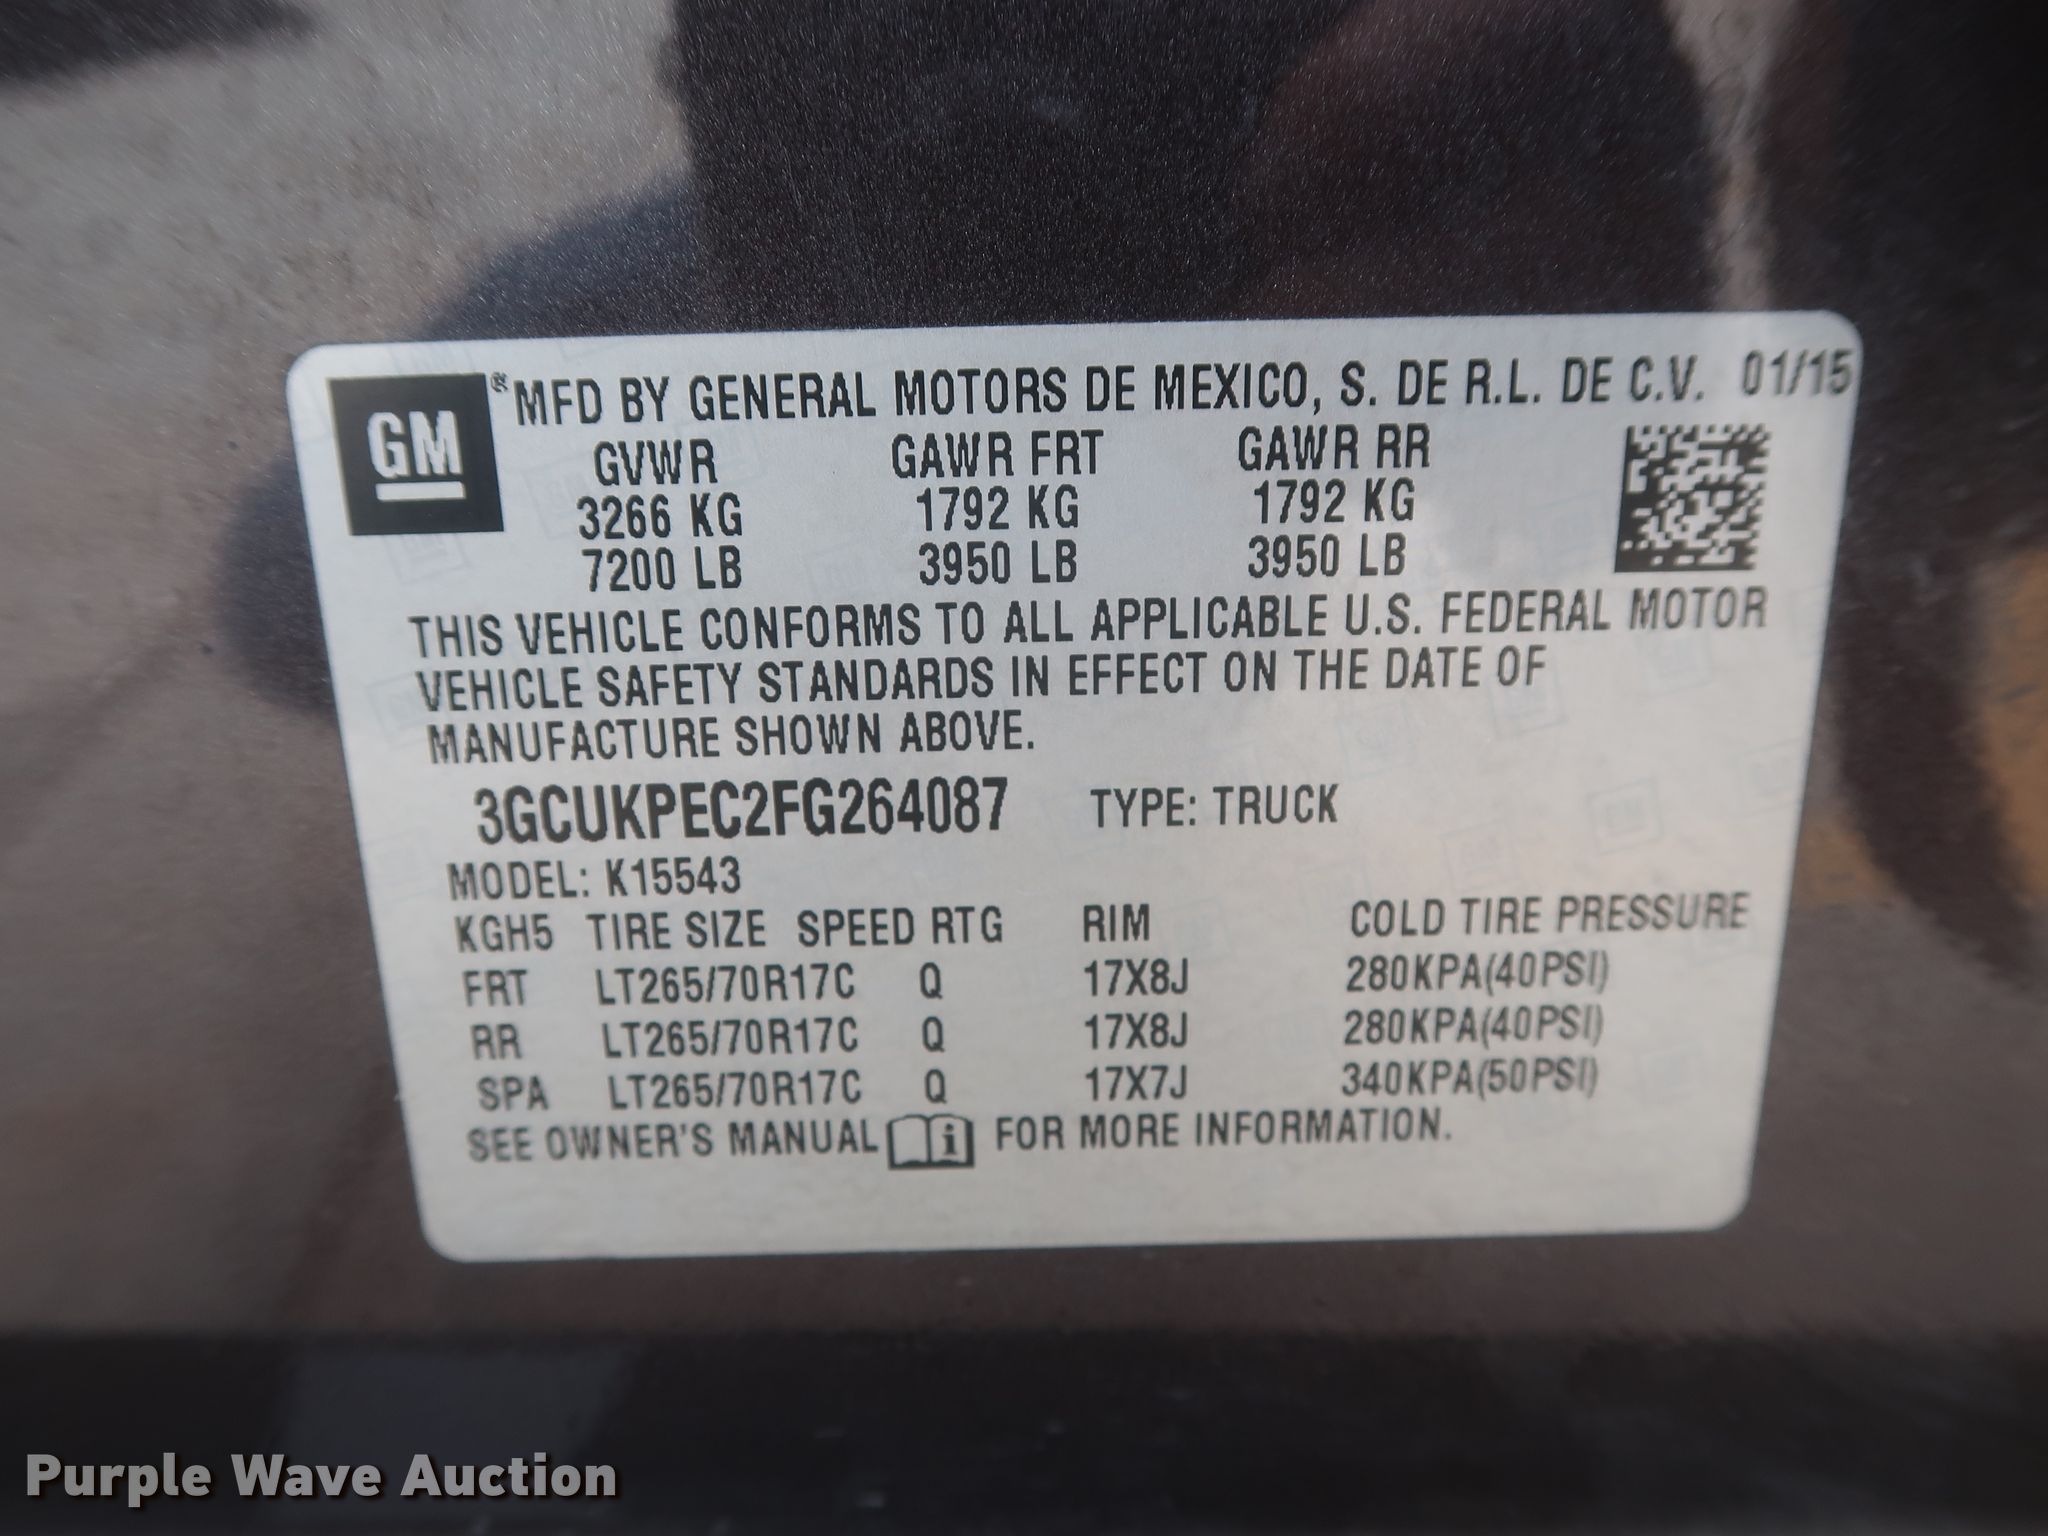 GM
® MFD BY GENERAL MOTORS DE MEXICO, S. DE R.L. DE C.V. 01/15
GVWR GAWR FRT GAWR RR
3266 KG 1792 KG 1792 KG
7200 LB 3950 LB 3950 LB
THIS VEHICLE CONFORMS TO ALL APPLICABLE U.S. FEDERAL MOTOR
VEHICLE SAFETY STANDARDS IN EFFECT ON THE DATE OF
MANUFACTURE SHOWN ABOVE.
3GCUKPEC2FG264087 TYPE: TRUCK
MODEL: K15543
KGH5 TIRE SIZE SPEED RTG RIM COLD TIRE PRESSURE
FRT LT265/70R17C Q 17X8J 280KPA(40PSI)
RR LT265/70R17C Q 17X8J 280KPA(40PSI)
SPA LT265/70R17C Q 17X7J 340KPA(50PSI)
SEE OWNER'S MANUAL i FOR MORE INFORMATION.
Purple Wave Auction